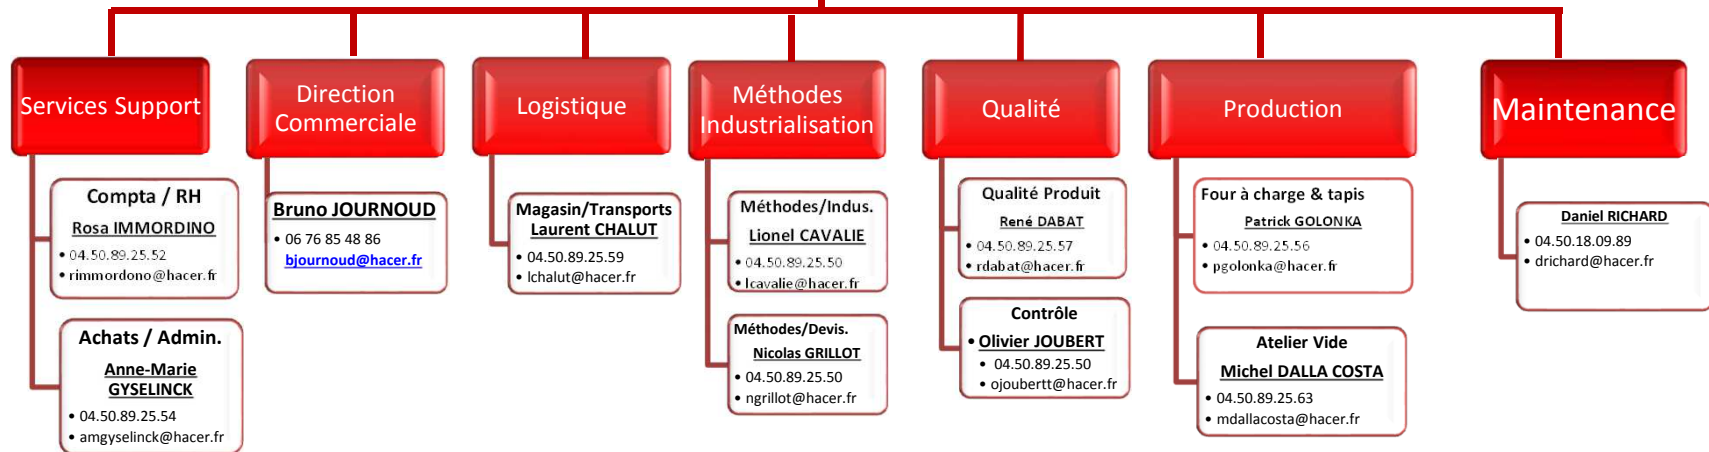 Services Support
Compta / RH
Rosa IMMORDINO
• 04.50.89.25.52
• rimmordono@hacer.fr
Achats / Admin.
Anne-Marie
GYSELINCK
• 04.50.89.25.54
• amgyselinck@hacer.fr
Direction
Commerciale
Bruno JOURNOUD
• 06 76 85 48 86
bjournoud@hacer.fr
Logistique
Magasin/Transports
Laurent CHALUT
• 04.50.89.25.59
• lchalut@hacer.fr
Méthodes
Industrialisation
Méthodes/Indus.
Lionel CAVALIE
• 04.50.89.25.50
• lcavalie@hacer.fr
Méthodes/Devis.
Nicolas GRILLOT
• 04.50.89.25.50
• ngrillot@hacer.fr
Qualité
Qualité Produit
René DABAT
• 04.50.89.25.57
• rdabat@hacer.fr
Contrôle
• Olivier JOUBERT
• 04.50.89.25.50
• ojoubertt@hacer.fr
Production
Four à charge & tapis
Patrick GOLONKA
• 04.50.89.25.56
• pgolonka@hacer.fr
Atelier Vide
Michel DALLA COSTA
• 04.50.89.25.63
• mdallacosta@hacer.fr
Maintenance
Daniel RICHARD
• 04.50.18.09.89
• drichard@hacer.fr